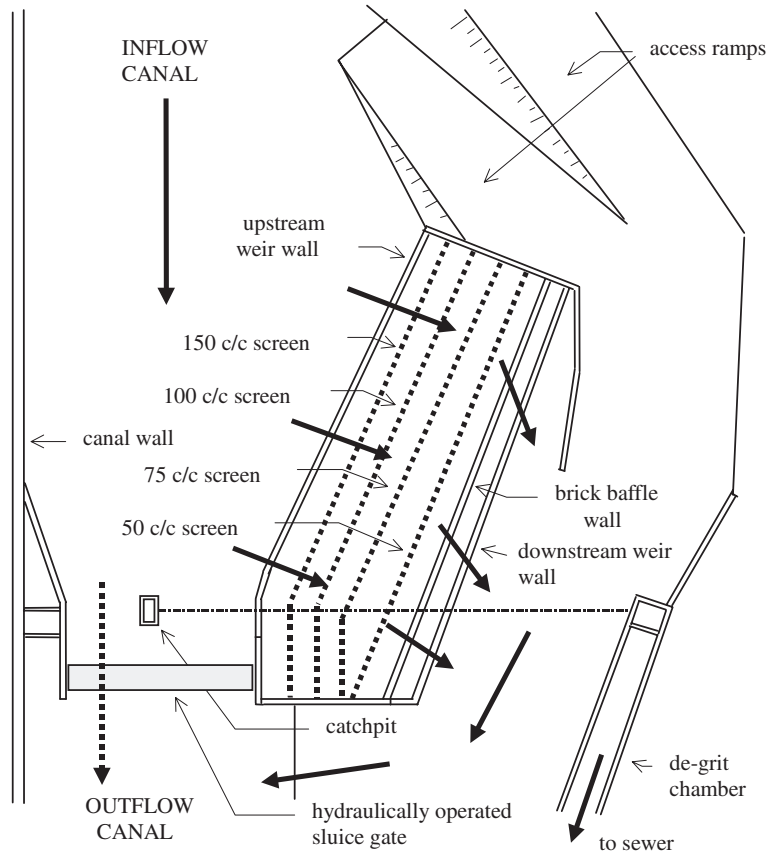 INFLOW
CANAL
access ramps
upstream
weir wall
150 c/c screen
100 c/c screen
canal wall
75 c/c screen
brick baffle
wall
50 c/c screen
downstream weir
wall
catchpit
de-grit
chamber
OUTFLOW
CANAL
hydraulically operated
sluice gate
to sewer